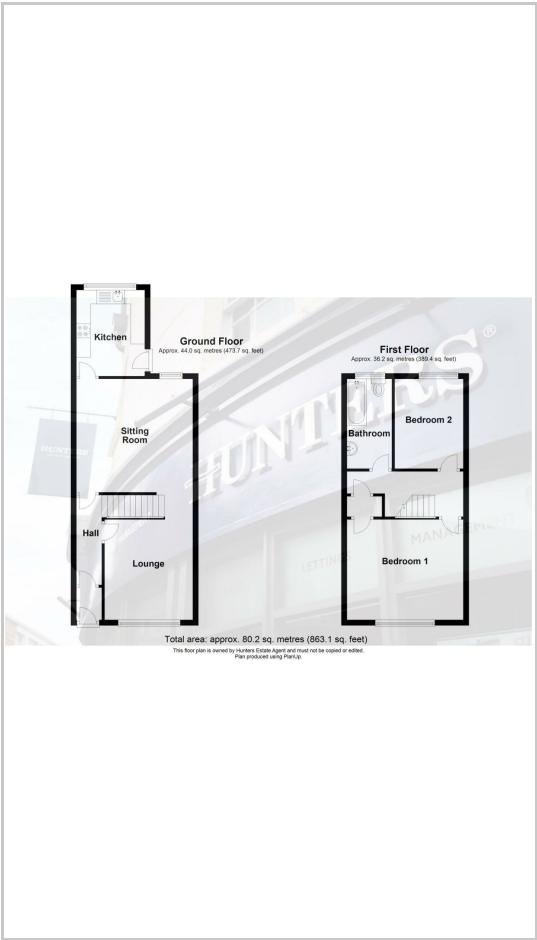 Ground Floor
Approx. 44.0 sq. metres (473.7 sq. feet)
Kitchen
Sitting
Room
Hall
Lounge
First Floor
Approx. 36.2 sq. metres (389.4 sq. feet)
Bathroom
Bedroom 2
Bedroom 1
HUNTERS®
HUNTERS
LETTINGS
MANAGEMENT
Total area: approx. 80.2 sq. metres (863.1 sq. feet)
This floor plan is owned by Hunters Estate Agent and must not be copied or edited.
Plan produced using PlanUp.